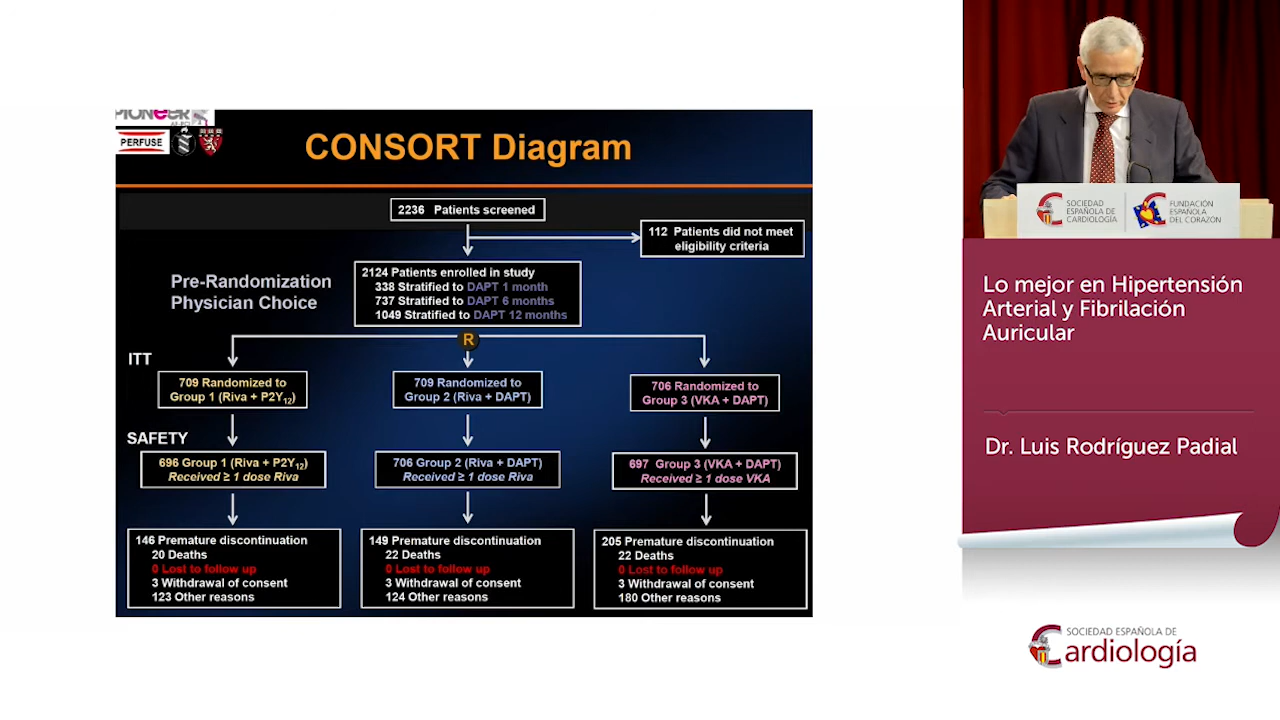 PIONEER
PERFUSE
CONSORT Diagram
2236 Patients screened
112 Patients did not meet
eligibility criteria
Pre-Randomization
Physician Choice
2124 Patients enrolled in study
338 Stratified to DAPT 1 month
737 Stratified to DAPT 6 months
1049 Stratified to DAPT 12 months
R
ITT
709 Randomized to
Group 1 (Riva + P2Y12)
709 Randomized to
Group 2 (Riva + DAPT)
706 Randomized to
Group 3 (VKA + DAPT)
SAFETY
696 Group 1 (Riva + P2Y12)
Received ≥ 1 dose Riva
706 Group 2 (Riva + DAPT)
Received ≥ 1 dose Riva
697 Group 3 (VKA + DAPT)
Received ≥ 1 dose VKA
146 Premature discontinuation
20 Deaths
0 Lost to follow up
3 Withdrawal of consent
123 Other reasons
149 Premature discontinuation
22 Deaths
0 Lost to follow up
3 Withdrawal of consent
124 Other reasons
205 Premature discontinuation
22 Deaths
0 Lost to follow up
3 Withdrawal of consent
180 Other reasons
SOCIEDAD
ESPAÑOLA DE
CARDIOLOGÍA
FUNDACIÓN
ESPAÑOLA
DEL CORAZÓN
Lo mejor en Hipertensión
Arterial y Fibrilación
Auricular
Dr. Luis Rodríguez Padial
SOCIEDAD ESPAÑOLA DE
Cardiología